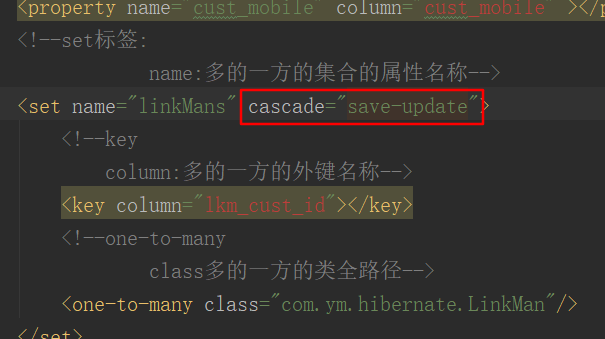 <property name="cust_mobile" column="cust_mobile" ></p
<!--set标签:
name:多的一方的集合的属性名称-->
<set name="linkMans" cascade="save-update">
<!--key
column:多的一方的外键名称-->
<key column="lkm_cust_id"></key>
<!--one-to-many
class多的一方的类全路径-->
<one-to-many class="com.ym.hibernate.LinkMan"/>
</set>